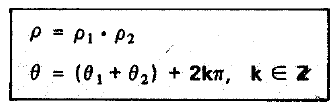 ρ = ρ₁ · ρ₂
θ = (θ₁ + θ₂) + 2kπ, k ∈ ℤ